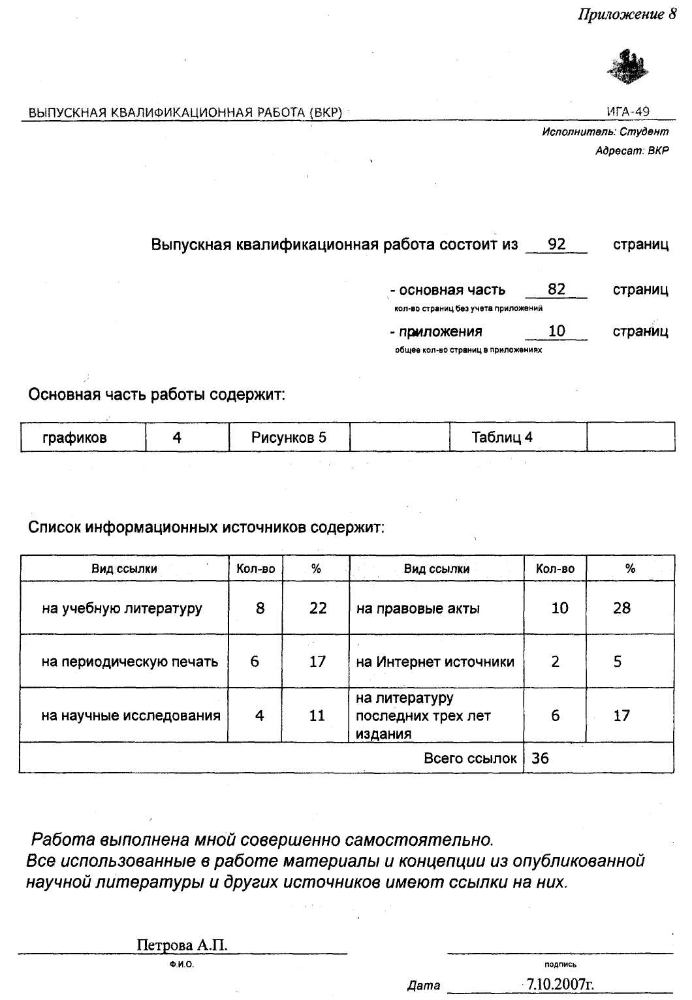 Приложение 8
ВЫПУСКНАЯ КВАЛИФИКАЦИОННАЯ РАБОТА (ВКР) ИГА-49
Исполнитель: Студент
Адресат: ВКР
Выпускная квалификационная работа состоит из 92 страниц
- основная часть 82 страниц
кол-во страниц без учета приложений
- приложения 10 страниц
общее кол-во страниц в приложениях
Основная часть работы содержит:
графиков 4 Рисунков 5 Таблиц 4
Список информационных источников содержит:
Вид ссылки Кол-во % Вид ссылки Кол-во %
на учебную литературу 8 22 на правовые акты 10 28
на периодическую печать 6 17 на Интернет источники 2 5
на научные исследования 4 11 на литературу последних трех лет издания 6 17
Всего ссылок 36
Работа выполнена мной совершенно самостоятельно.
Все использованные в работе материалы и концепции из опубликованной
научной литературы и других источников имеют ссылки на них.
Петрова А.П.
Ф.И.О. подпись
Дата 7.10.2007г.